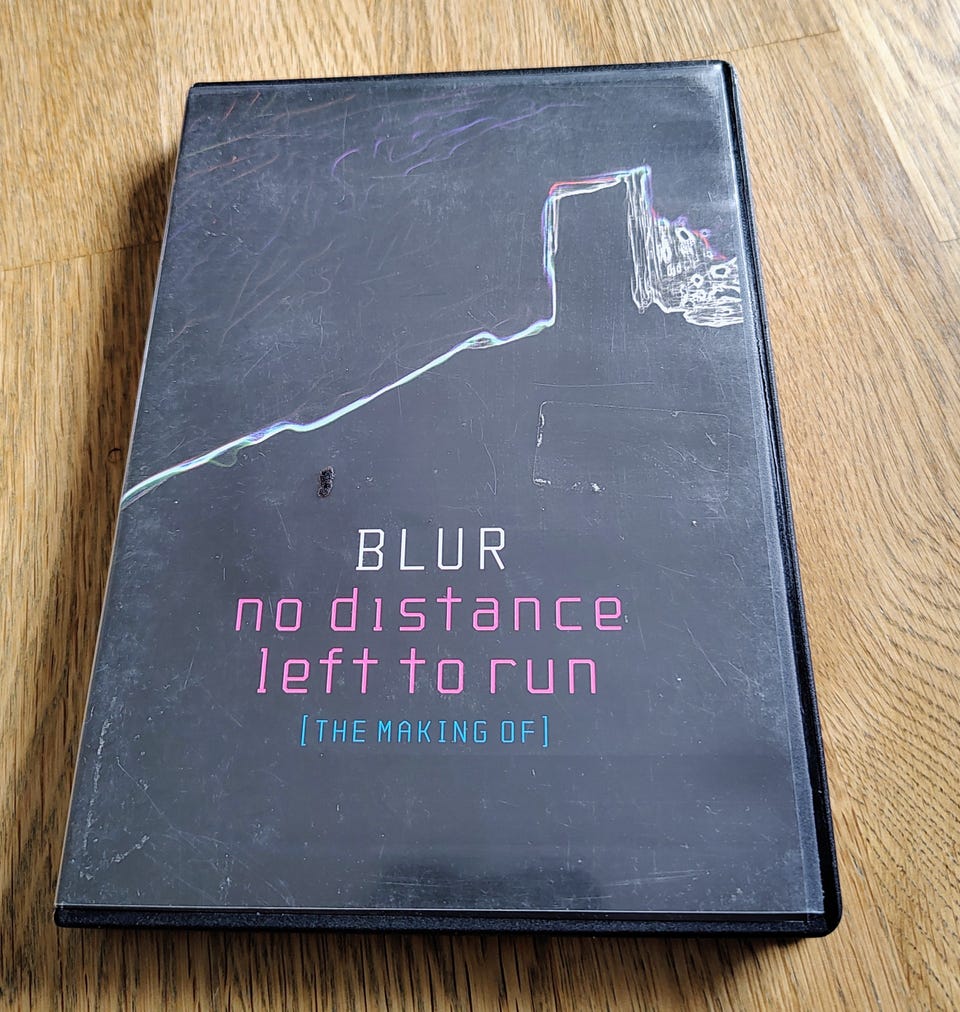 BLUR
no distance
left to run
[THE MAKING OF]